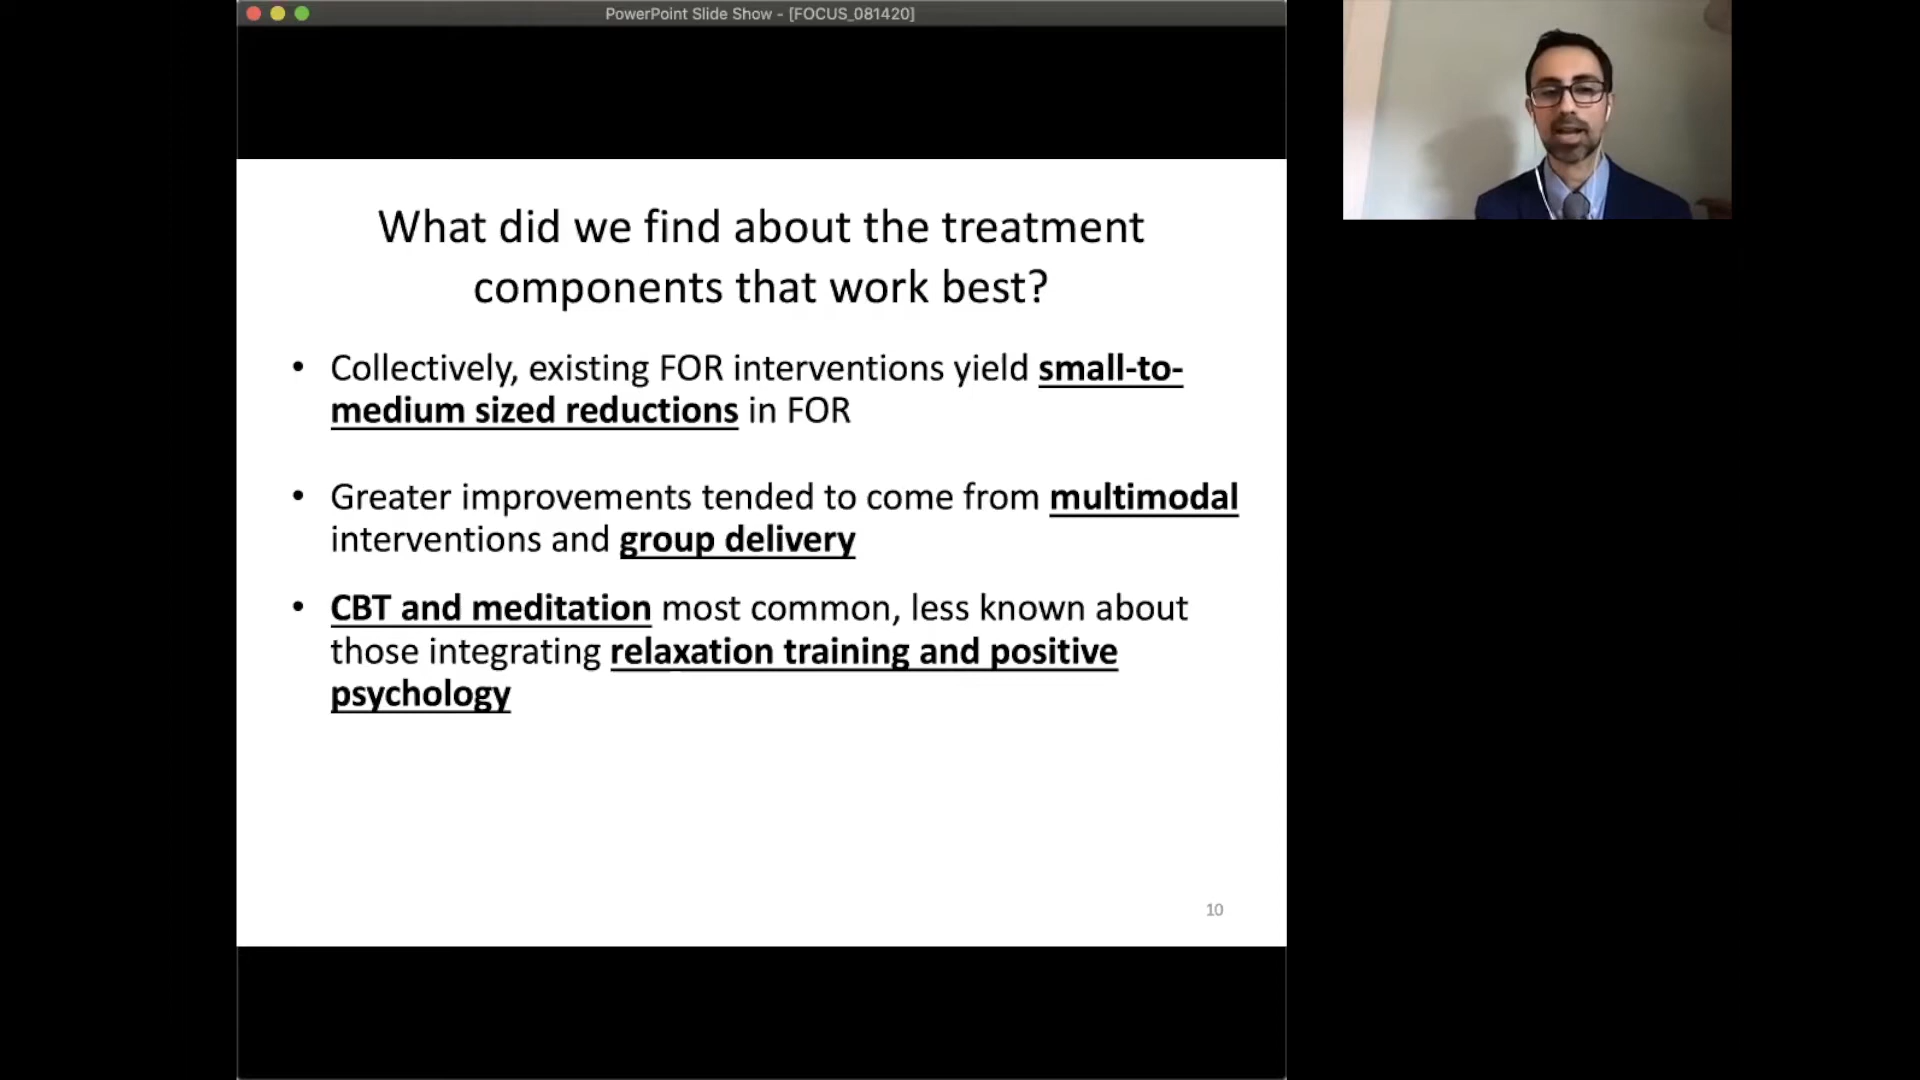 PowerPoint Slide Show - [FOCUS_081420]
What did we find about the treatment
components that work best?
• Collectively, existing FOR interventions yield small-to-
medium sized reductions in FOR
• Greater improvements tended to come from multimodal
interventions and group delivery
• CBT and meditation most common, less known about
those integrating relaxation training and positive
psychology
10